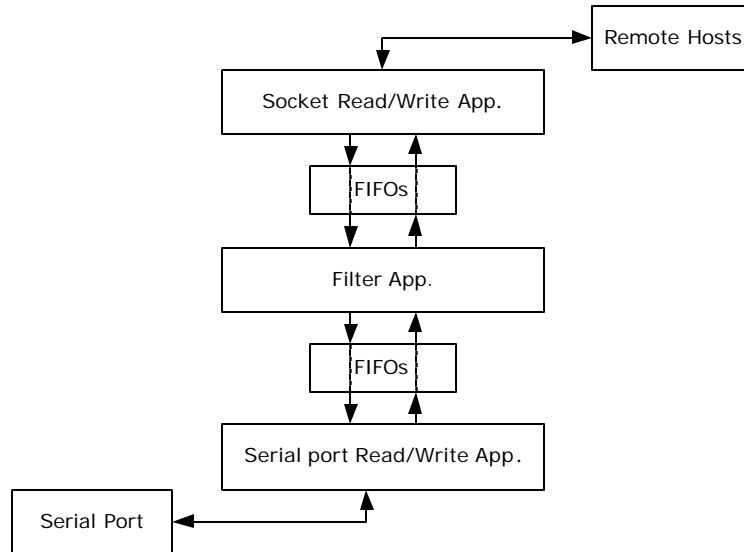 Remote Hosts
Socket Read/Write App.
FIFOs
Filter App.
FIFOs
Serial port Read/Write App.
Serial Port